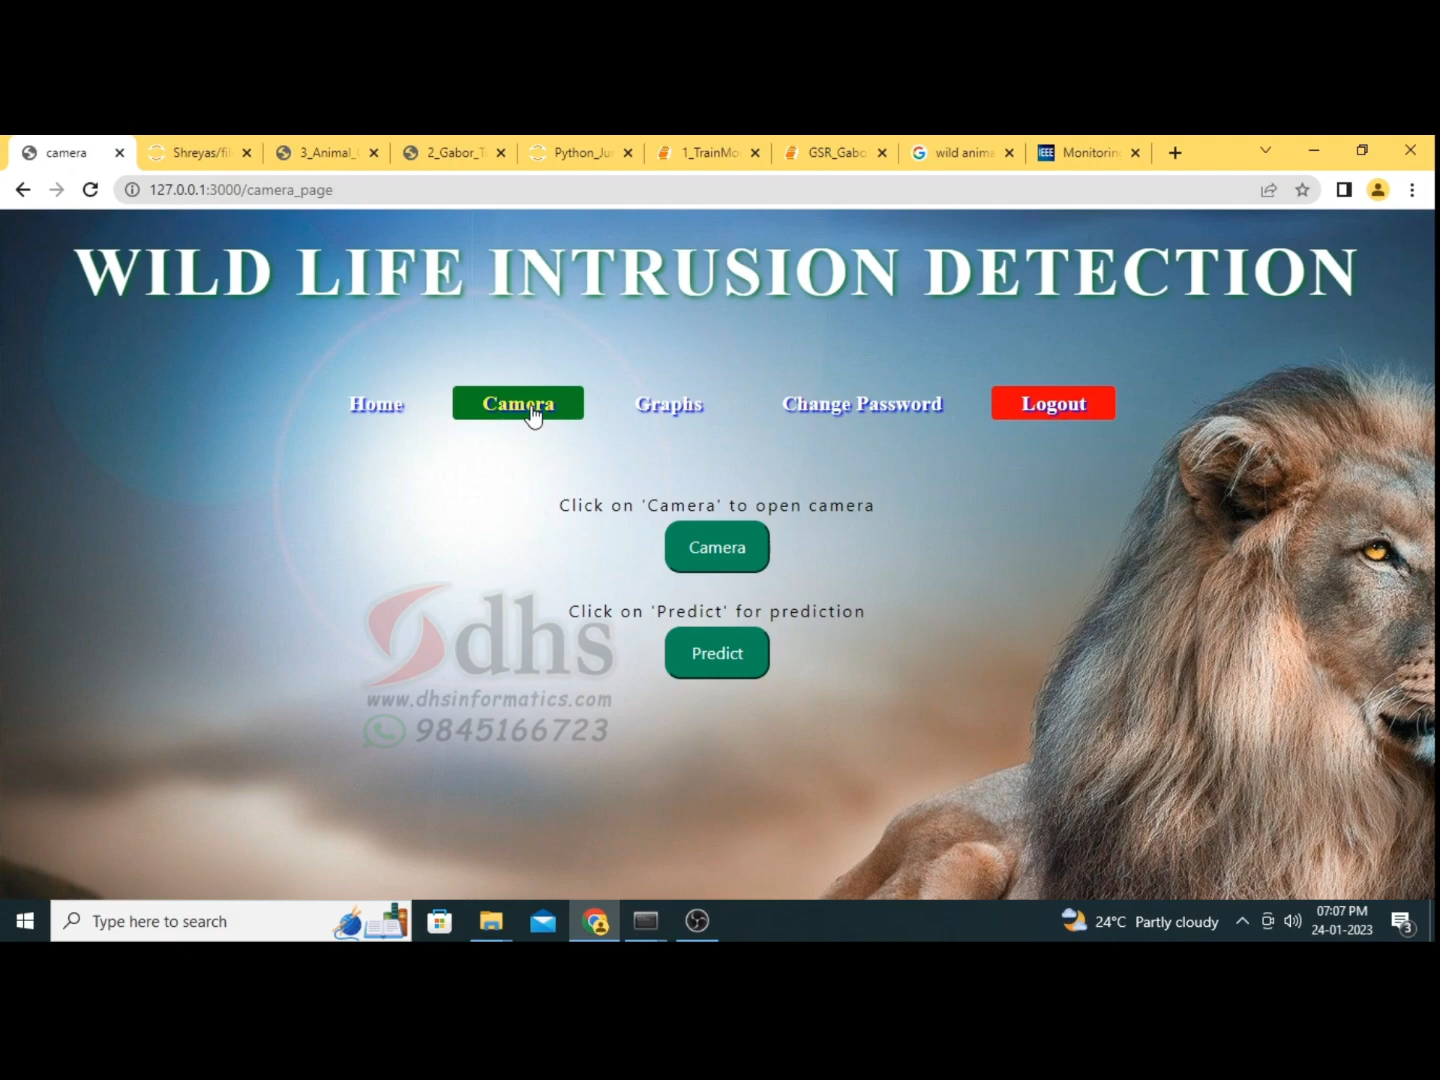 camera
Shreyas/fil
3_Animal_
2_Gabor_T
Python_Ju
1_TrainMo
GSR_Gabo
wild anima
IEEE
Monitorin
127.0.0.1:3000/camera_page
WILD LIFE INTRUSION DETECTION
Home
Camera
Graphs
Change Password
Logout
Click on 'Camera' to open camera
Camera
Click on 'Predict' for prediction
Predict
dhs
www.dhsinformatics.com
9845166723
Type here to search
24°C Partly cloudy
07:07 PM
24-01-2023
3